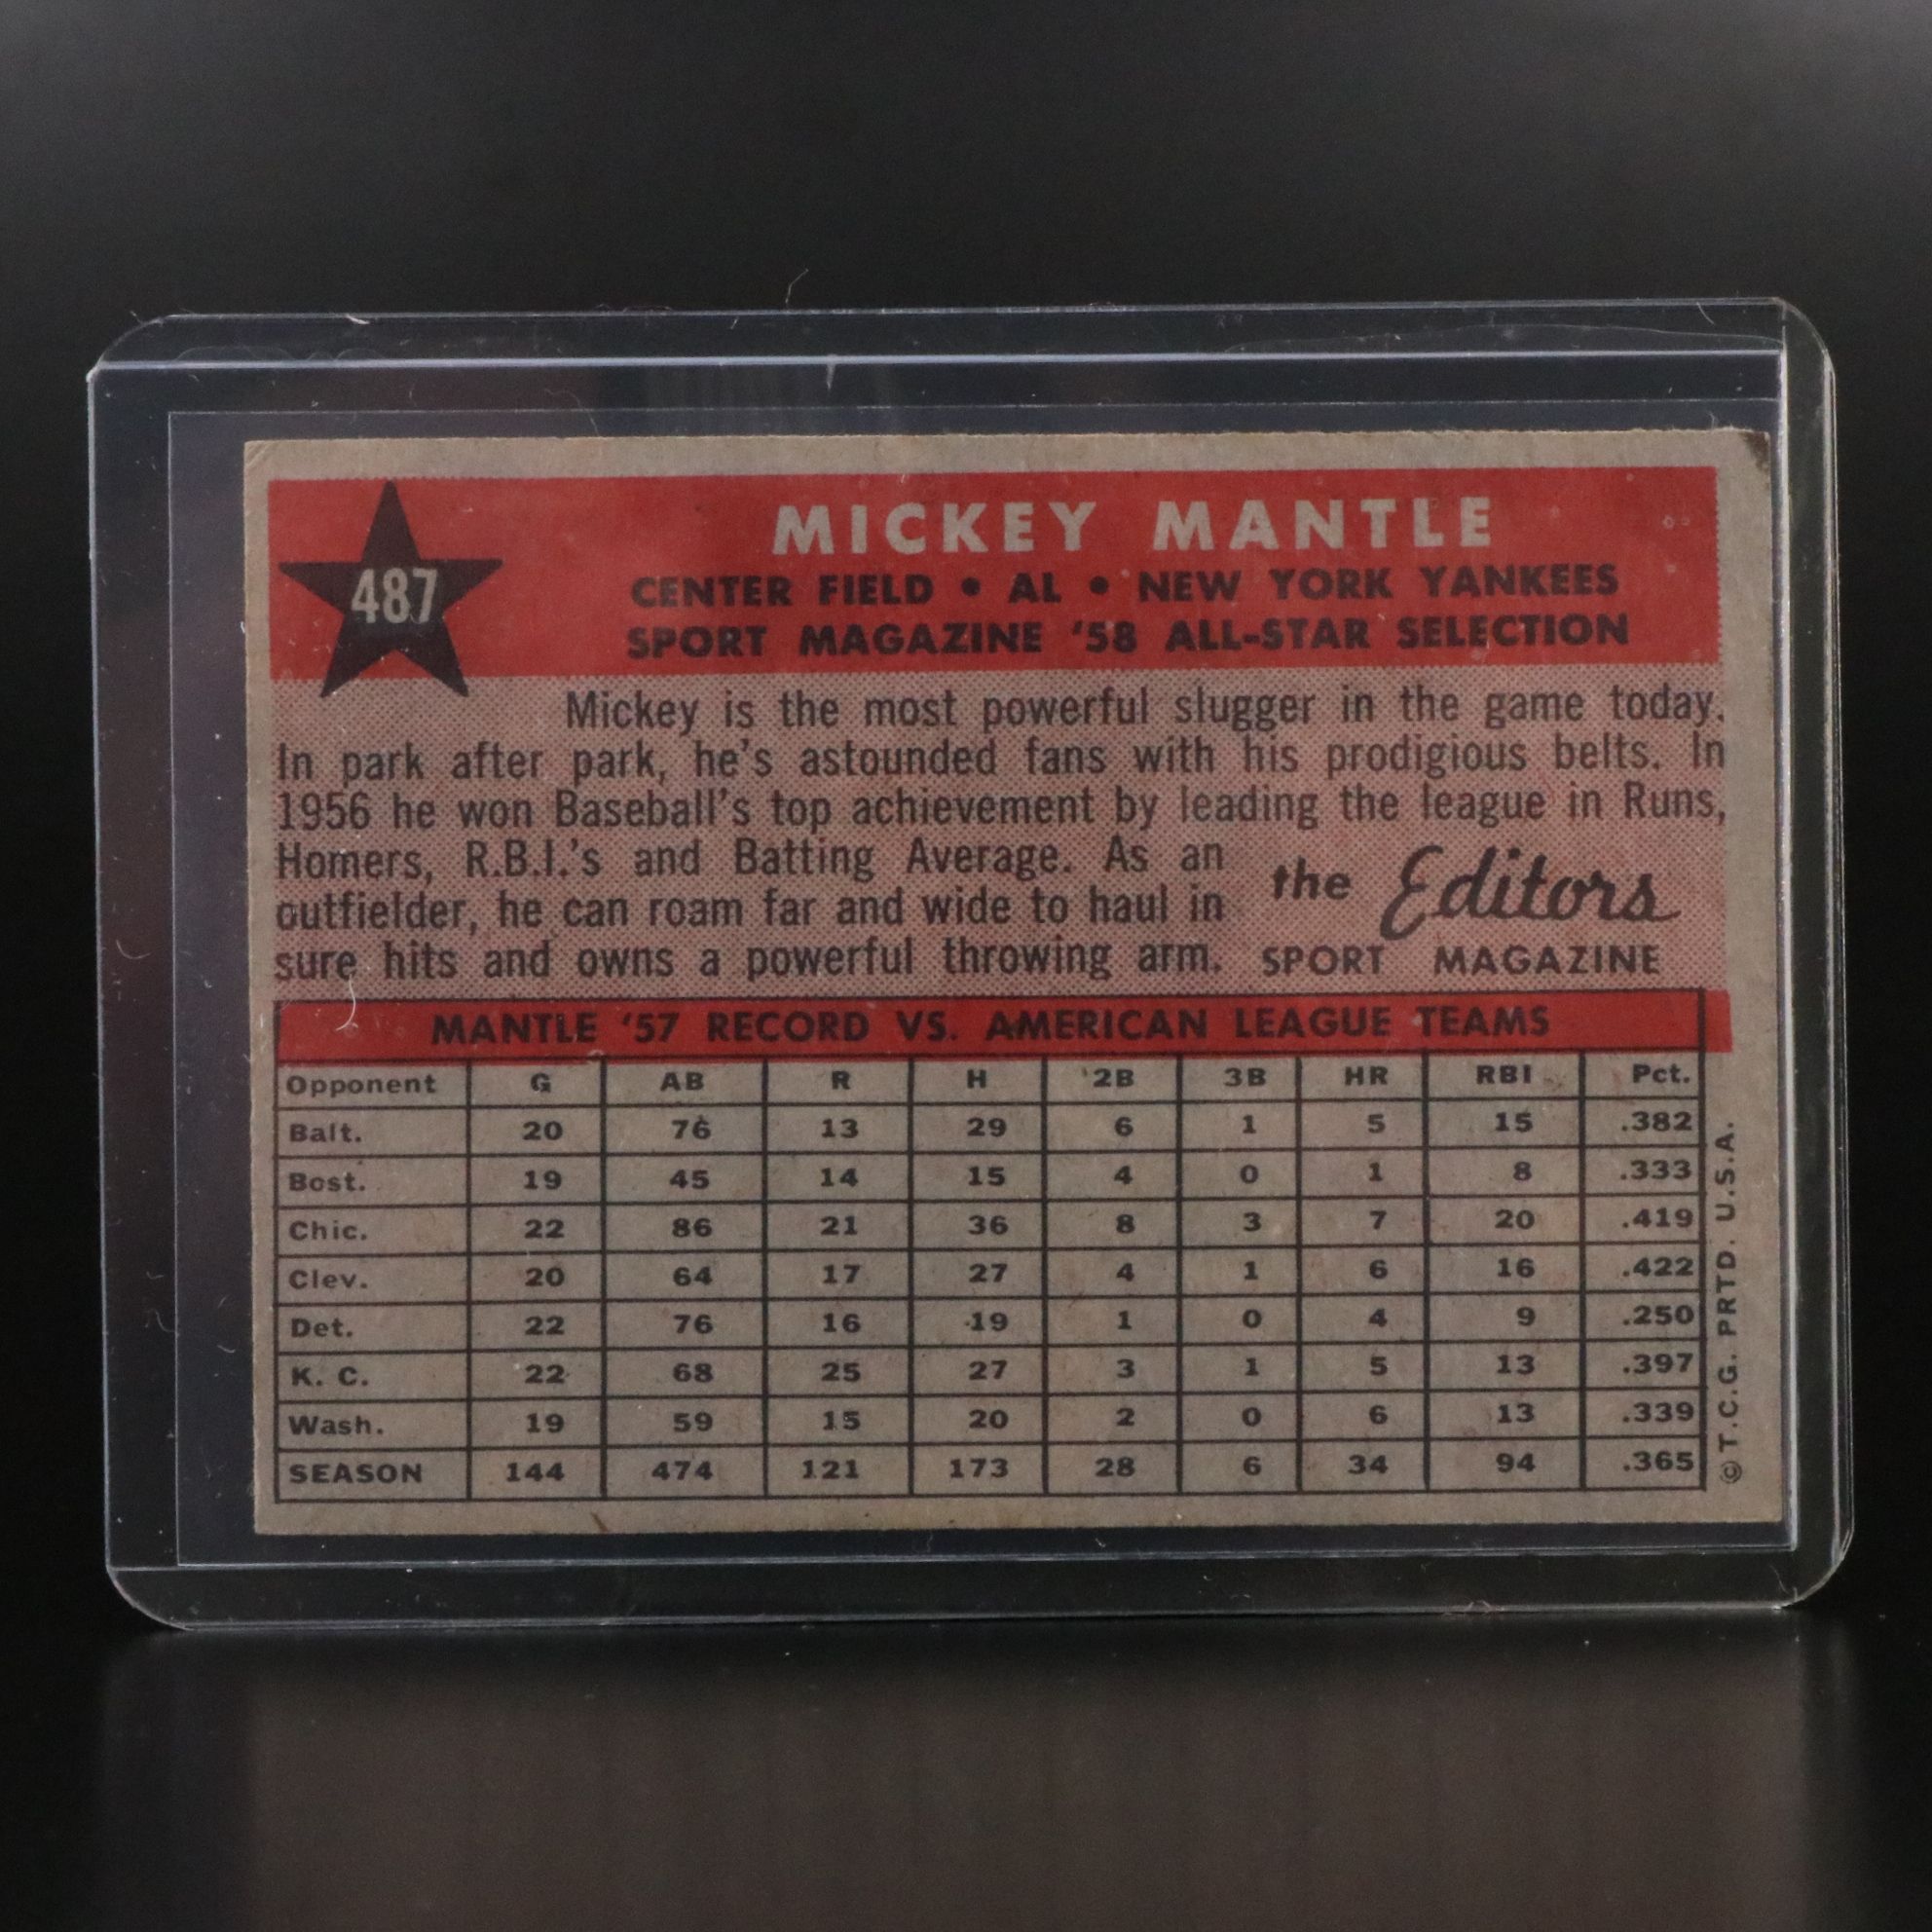 487
MICKEY MANTLE
CENTER FIELD • AL • NEW YORK YANKEES
SPORT MAGAZINE '58 ALL-STAR SELECTION
Mickey is the most powerful slugger in the game today.
In park after park, he's astounded fans with his prodigious belts. In
1956 he won Baseball's top achievement by leading the league in Runs,
Homers, R.B.I.'s and Batting Average. As an
outfielder, he can roam far and wide to haul in
sure hits and owns a powerful throwing arm.
the Editors
SPORT MAGAZINE
MANTLE '57 RECORD VS. AMERICAN LEAGUE TEAMS
Opponent G AB R H 2B 3B HR RBI Pct.
Balt. 20 76 13 29 6 1 5 15 .382
Bost. 19 45 14 15 4 0 1 8 .333
Chic. 22 86 21 36 8 3 7 20 .419
Clev. 20 64 17 27 4 1 6 16 .422
Det. 22 76 16 19 1 0 4 9 .250
K. C. 22 68 25 27 3 1 5 13 .397
Wash. 19 59 15 20 2 0 6 13 .339
SEASON 144 474 121 173 28 6 34 94 .365
© T.C.G. PRTD. U.S.A.